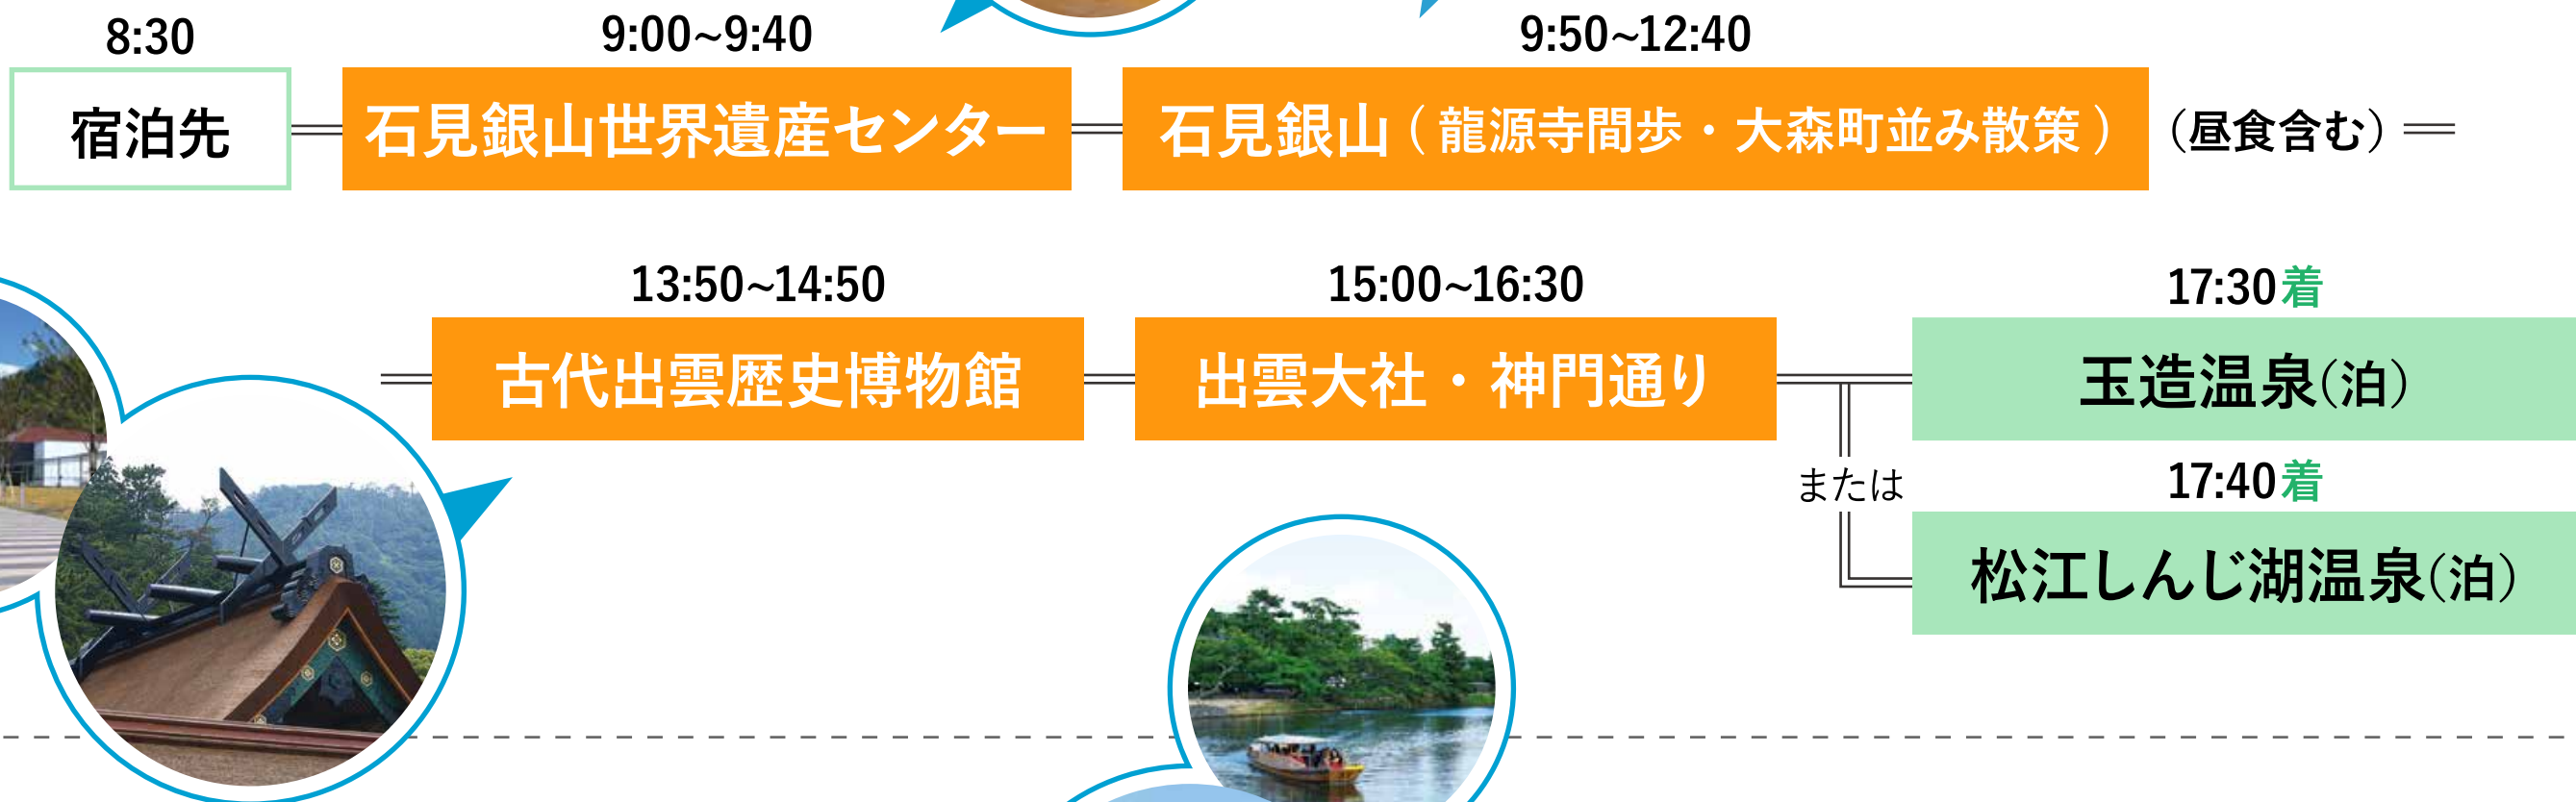 8:30
宿泊先
9:00~9:40
石見銀山世界遺産センター
9:50~12:40
石見銀山（龍源寺間歩・大森町並み散策）
（昼食含む）
13:50~14:50
古代出雲歴史博物館
15:00~16:30
出雲大社・神門通り
17:30着
玉造温泉（泊）
または
17:40着
松江しんじ湖温泉（泊）